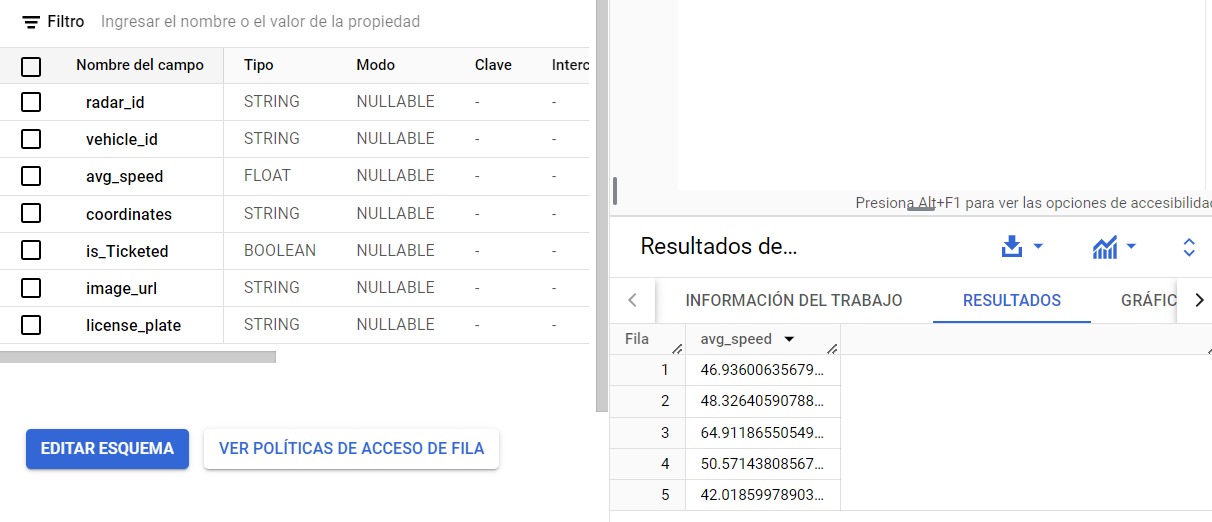 Filtro Ingresar el nombre o el valor de la propiedad
Nombre del campo Tipo Modo Clave Interc
radar_id STRING NULLABLE - -
vehicle_id STRING NULLABLE - -
avg_speed FLOAT NULLABLE - -
coordinates STRING NULLABLE - -
is_Ticketed BOOLEAN NULLABLE - -
image_url STRING NULLABLE - -
license_plate STRING NULLABLE - -
EDITAR ESQUEMA VER POLÍTICAS DE ACCESO DE FILA
Presiona Alt+F1 para ver las opciones de accesibilidad
Resultados de...
INFORMACIÓN DEL TRABAJO RESULTADOS GRÁFIC
Fila avg_speed
1 46.93600635679...
2 48.32640590788...
3 64.91186550549...
4 50.57143808567...
5 42.01859978903...